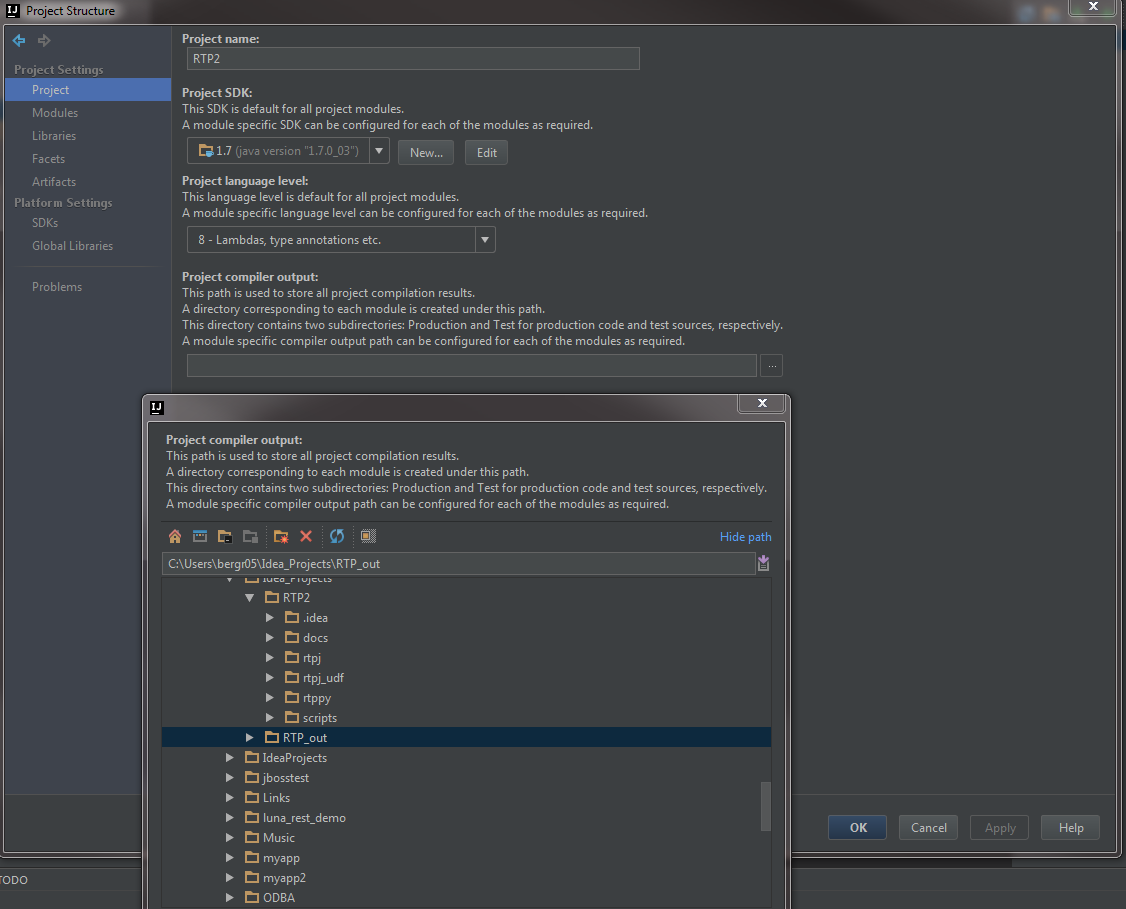 Project Structure
Project Settings
Project
Modules
Libraries
Facets
Artifacts
Platform Settings
SDKs
Global Libraries
Problems
Project name:
RTP2
Project SDK:
This SDK is default for all project modules.
A module specific SDK can be configured for each of the modules as required.
1.7 (java version "1.7.0_03")
New...
Edit
Project language level:
This language level is default for all project modules.
A module specific language level can be configured for each of the modules as required.
8 - Lambdas, type annotations etc.
Project compiler output:
This path is used to store all project compilation results.
A directory corresponding to each module is created under this path.
This directory contains two subdirectories: Production and Test for production code and test sources, respectively.
A module specific compiler output path can be configured for each of the modules as required.
...
Project compiler output:
This path is used to store all project compilation results.
A directory corresponding to each module is created under this path.
This directory contains two subdirectories: Production and Test for production code and test sources, respectively.
A module specific compiler output path can be configured for each of the modules as required.
Hide path
C:\Users\bergr05\Idea_Projects\RTP_out
Idea_Projects
RTP2
.idea
docs
rtpj
rtpj_udf
rtppy
scripts
RTP_out
IdeaProjects
jbosstest
Links
luna_rest_demo
Music
myapp
myapp2
ODBA
OK
Cancel
Apply
Help
TODO